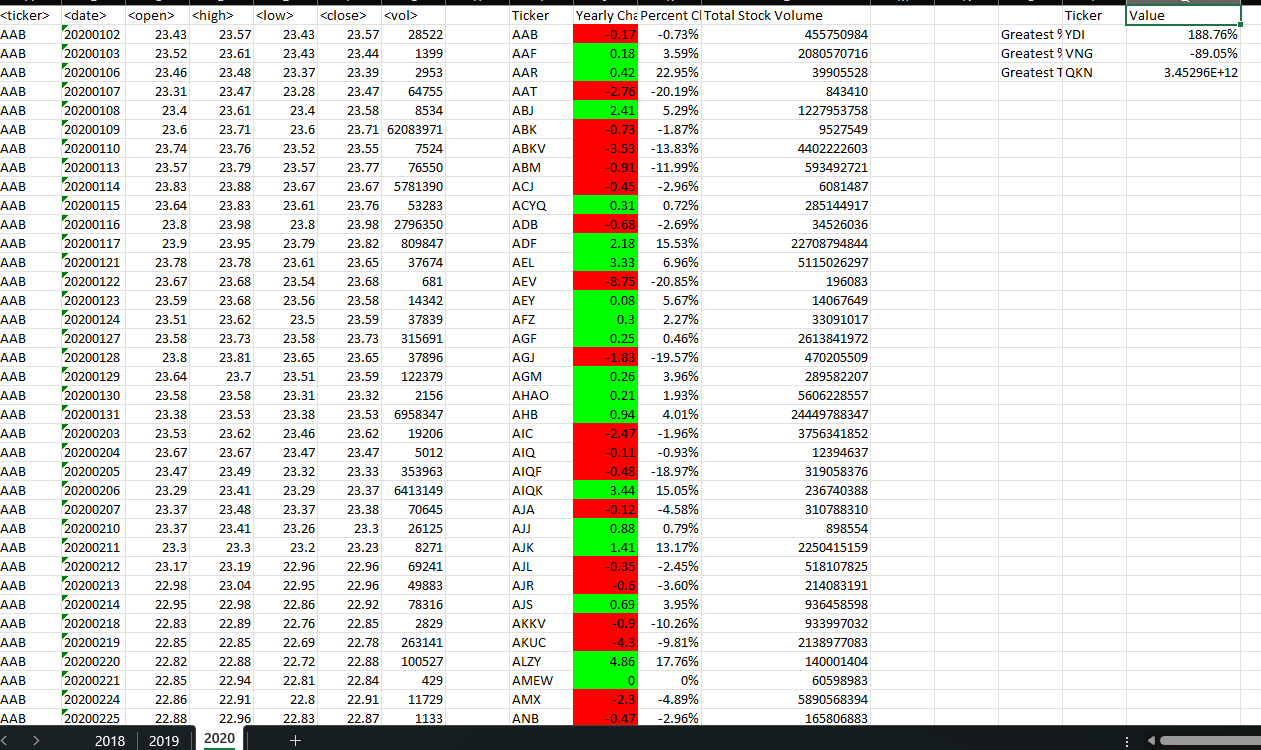 <ticker> <date> <open> <high> <low> <close> <vol> Ticker Yearly Cha Percent Cl Total Stock Volume Ticker Value
AAB 20200102 23.43 23.57 23.43 23.57 28522 AAB -0.17 -0.73% 455750984 Greatest % YDI 188.76%
AAB 20200103 23.52 23.61 23.43 23.44 1399 AAF 0.18 3.59% 2080570716 Greatest % VNG -89.05%
AAB 20200106 23.46 23.48 23.37 23.39 2953 AAR 0.42 22.95% 39905528 Greatest T QKN 3.45296E+12
AAB 20200107 23.31 23.47 23.28 23.47 64755 AAT -2.76 -20.19% 843410
AAB 20200108 23.4 23.61 23.4 23.58 8534 ABJ 2.41 5.29% 1227953758
AAB 20200109 23.6 23.71 23.6 23.71 62083971 ABK -0.73 -1.87% 9527549
AAB 20200110 23.74 23.76 23.52 23.55 7524 ABKV -3.53 -13.83% 4402222603
AAB 20200113 23.57 23.79 23.57 23.77 76550 ABM -0.91 -11.99% 593492721
AAB 20200114 23.83 23.88 23.67 23.67 5781390 ACJ -0.45 -2.96% 6081487
AAB 20200115 23.64 23.83 23.61 23.76 53283 ACYQ 0.31 0.72% 285144917
AAB 20200116 23.8 23.98 23.8 23.98 2796350 ADB -0.68 -2.69% 34526036
AAB 20200117 23.9 23.95 23.79 23.82 809847 ADF 2.18 15.53% 22708794844
AAB 20200121 23.78 23.78 23.61 23.65 37674 AEL 3.33 6.96% 5115026297
AAB 20200122 23.67 23.68 23.54 23.68 681 AEV -8.75 -20.85% 196083
AAB 20200123 23.59 23.68 23.56 23.58 14342 AEY 0.08 5.67% 14067649
AAB 20200124 23.51 23.62 23.5 23.59 37839 AFZ 0.3 2.27% 33091017
AAB 20200127 23.58 23.73 23.58 23.73 315691 AGF 0.25 0.46% 2613841972
AAB 20200128 23.8 23.81 23.65 23.65 37896 AGJ -1.83 -19.57% 470205509
AAB 20200129 23.64 23.7 23.51 23.59 122379 AGM 0.26 3.96% 289582207
AAB 20200130 23.58 23.58 23.31 23.32 2156 AHAO 0.21 1.93% 5606228557
AAB 20200131 23.38 23.53 23.38 23.53 6958347 AHB 0.94 4.01% 24449788347
AAB 20200203 23.53 23.62 23.46 23.62 19206 AIC -2.47 -1.96% 3756341852
AAB 20200204 23.67 23.67 23.47 23.47 5012 AIQ -0.11 -0.93% 12394637
AAB 20200205 23.47 23.49 23.32 23.33 353963 AIQF -0.48 -18.97% 319058376
AAB 20200206 23.29 23.41 23.29 23.37 6413149 AIQK 3.44 15.05% 236740388
AAB 20200207 23.37 23.48 23.37 23.38 70645 AJA -0.12 -4.58% 310788310
AAB 20200210 23.37 23.41 23.26 23.3 26125 AJJ 0.88 0.79% 898554
AAB 20200211 23.3 23.3 23.2 23.23 8271 AJK 1.41 13.17% 2250415159
AAB 20200212 23.17 23.19 22.96 22.96 69241 AJL -0.35 -2.45% 518107825
AAB 20200213 22.98 23.04 22.95 22.96 49883 AJR -0.6 -3.60% 214083191
AAB 20200214 22.95 22.98 22.86 22.92 78316 AJS 0.69 3.95% 936458598
AAB 20200218 22.83 22.89 22.76 22.85 2829 AKKV -0.9 -10.26% 933997032
AAB 20200219 22.85 22.85 22.69 22.78 263141 AKUC -4.3 -9.81% 2138977083
AAB 20200220 22.82 22.88 22.72 22.88 100527 ALZY 4.86 17.76% 140001404
AAB 20200221 22.85 22.94 22.81 22.84 429 AMEW 0 0% 60598983
AAB 20200224 22.86 22.91 22.8 22.91 11729 AMX -2.3 -4.89% 5890568394
AAB 20200225 22.88 22.96 22.83 22.87 1133 ANB -0.47 -2.96% 165806883
2018 2019 2020